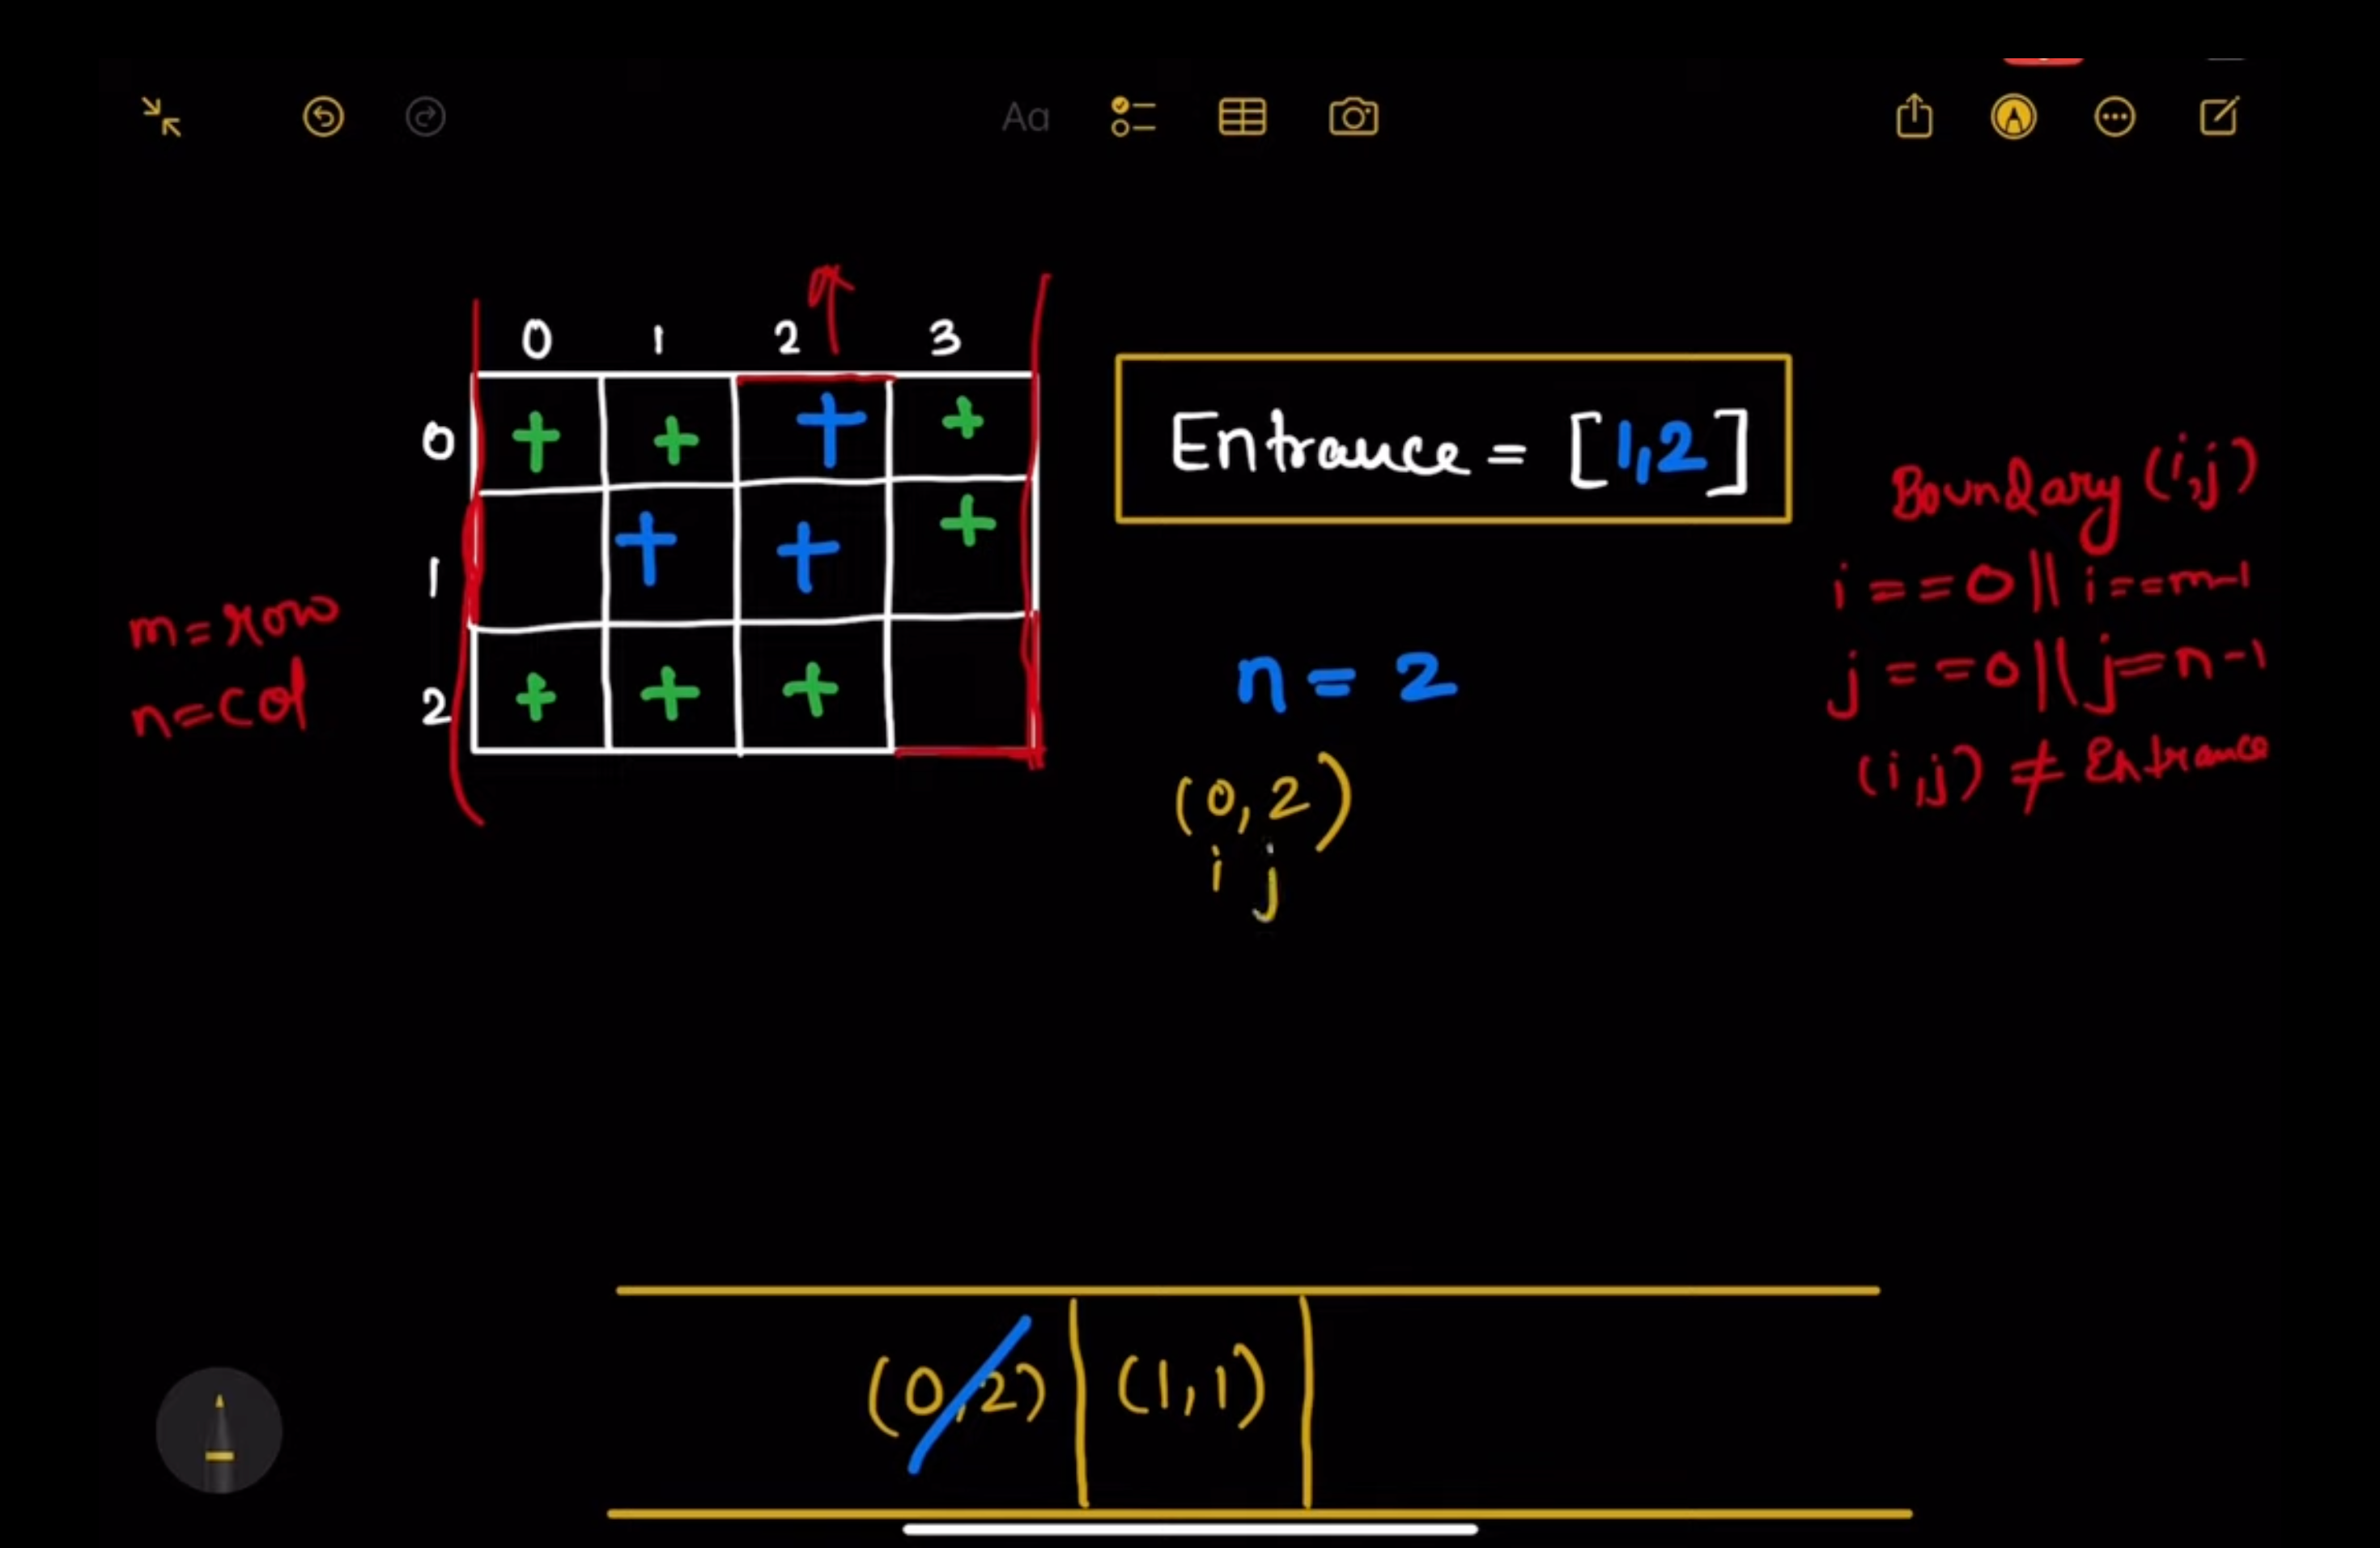 Aa
0 1 2 3
0 + + + +
1 + + +
2 + + +
Entrance = [1,2]
m=row
n=col
n = 2
(0,2)
i j
Boundary (i,j)
i==0||i==m-1
j==0||j=n-1
(i,j) ≠ Entrance
(0,2) (1,1)